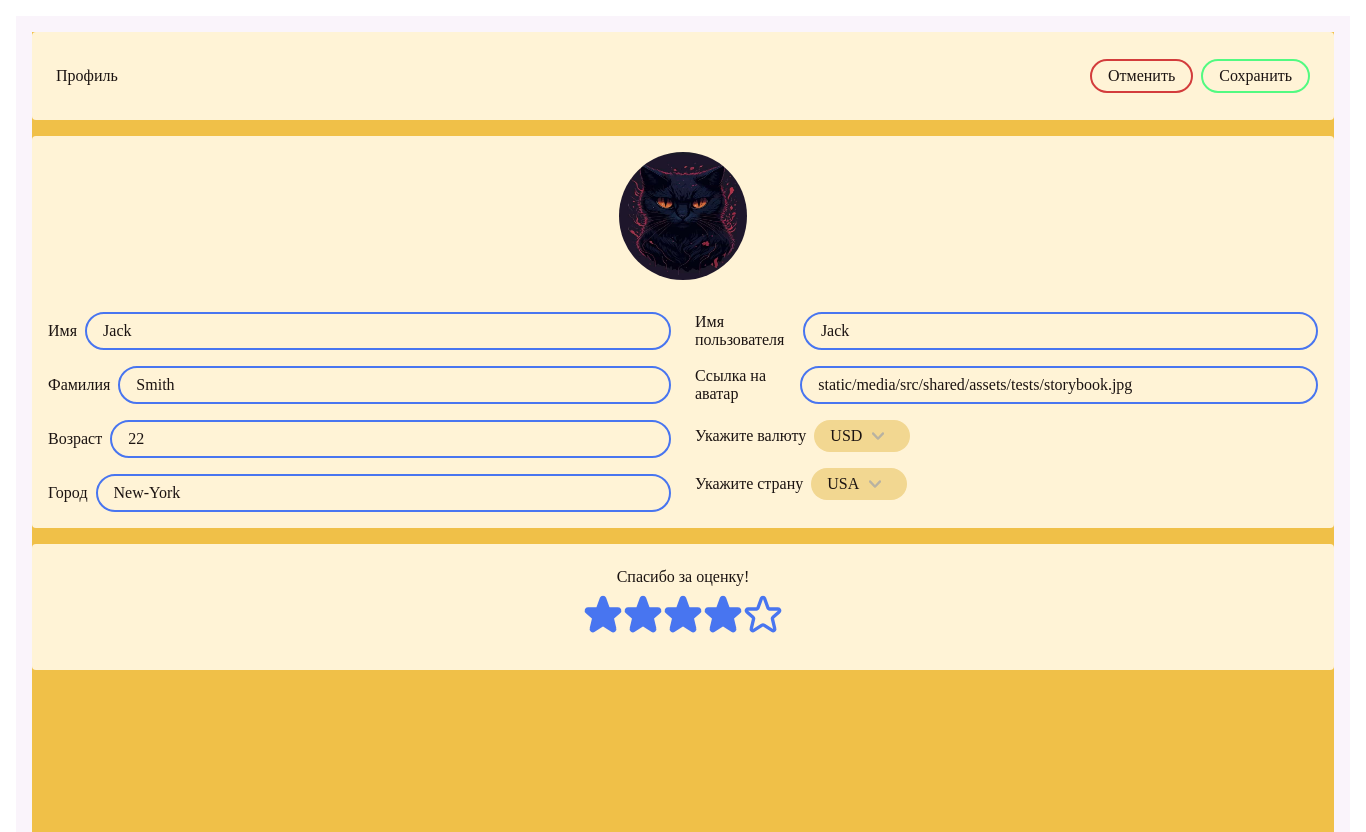 Профиль
Отменить
Сохранить
Имя
Jack
Фамилия
Smith
Возраст
22
Город
New-York
Имя
пользователя
Jack
Ссылка на
аватар
static/media/src/shared/assets/tests/storybook.jpg
Укажите валюту
USD
Укажите страну
USA
Спасибо за оценку!